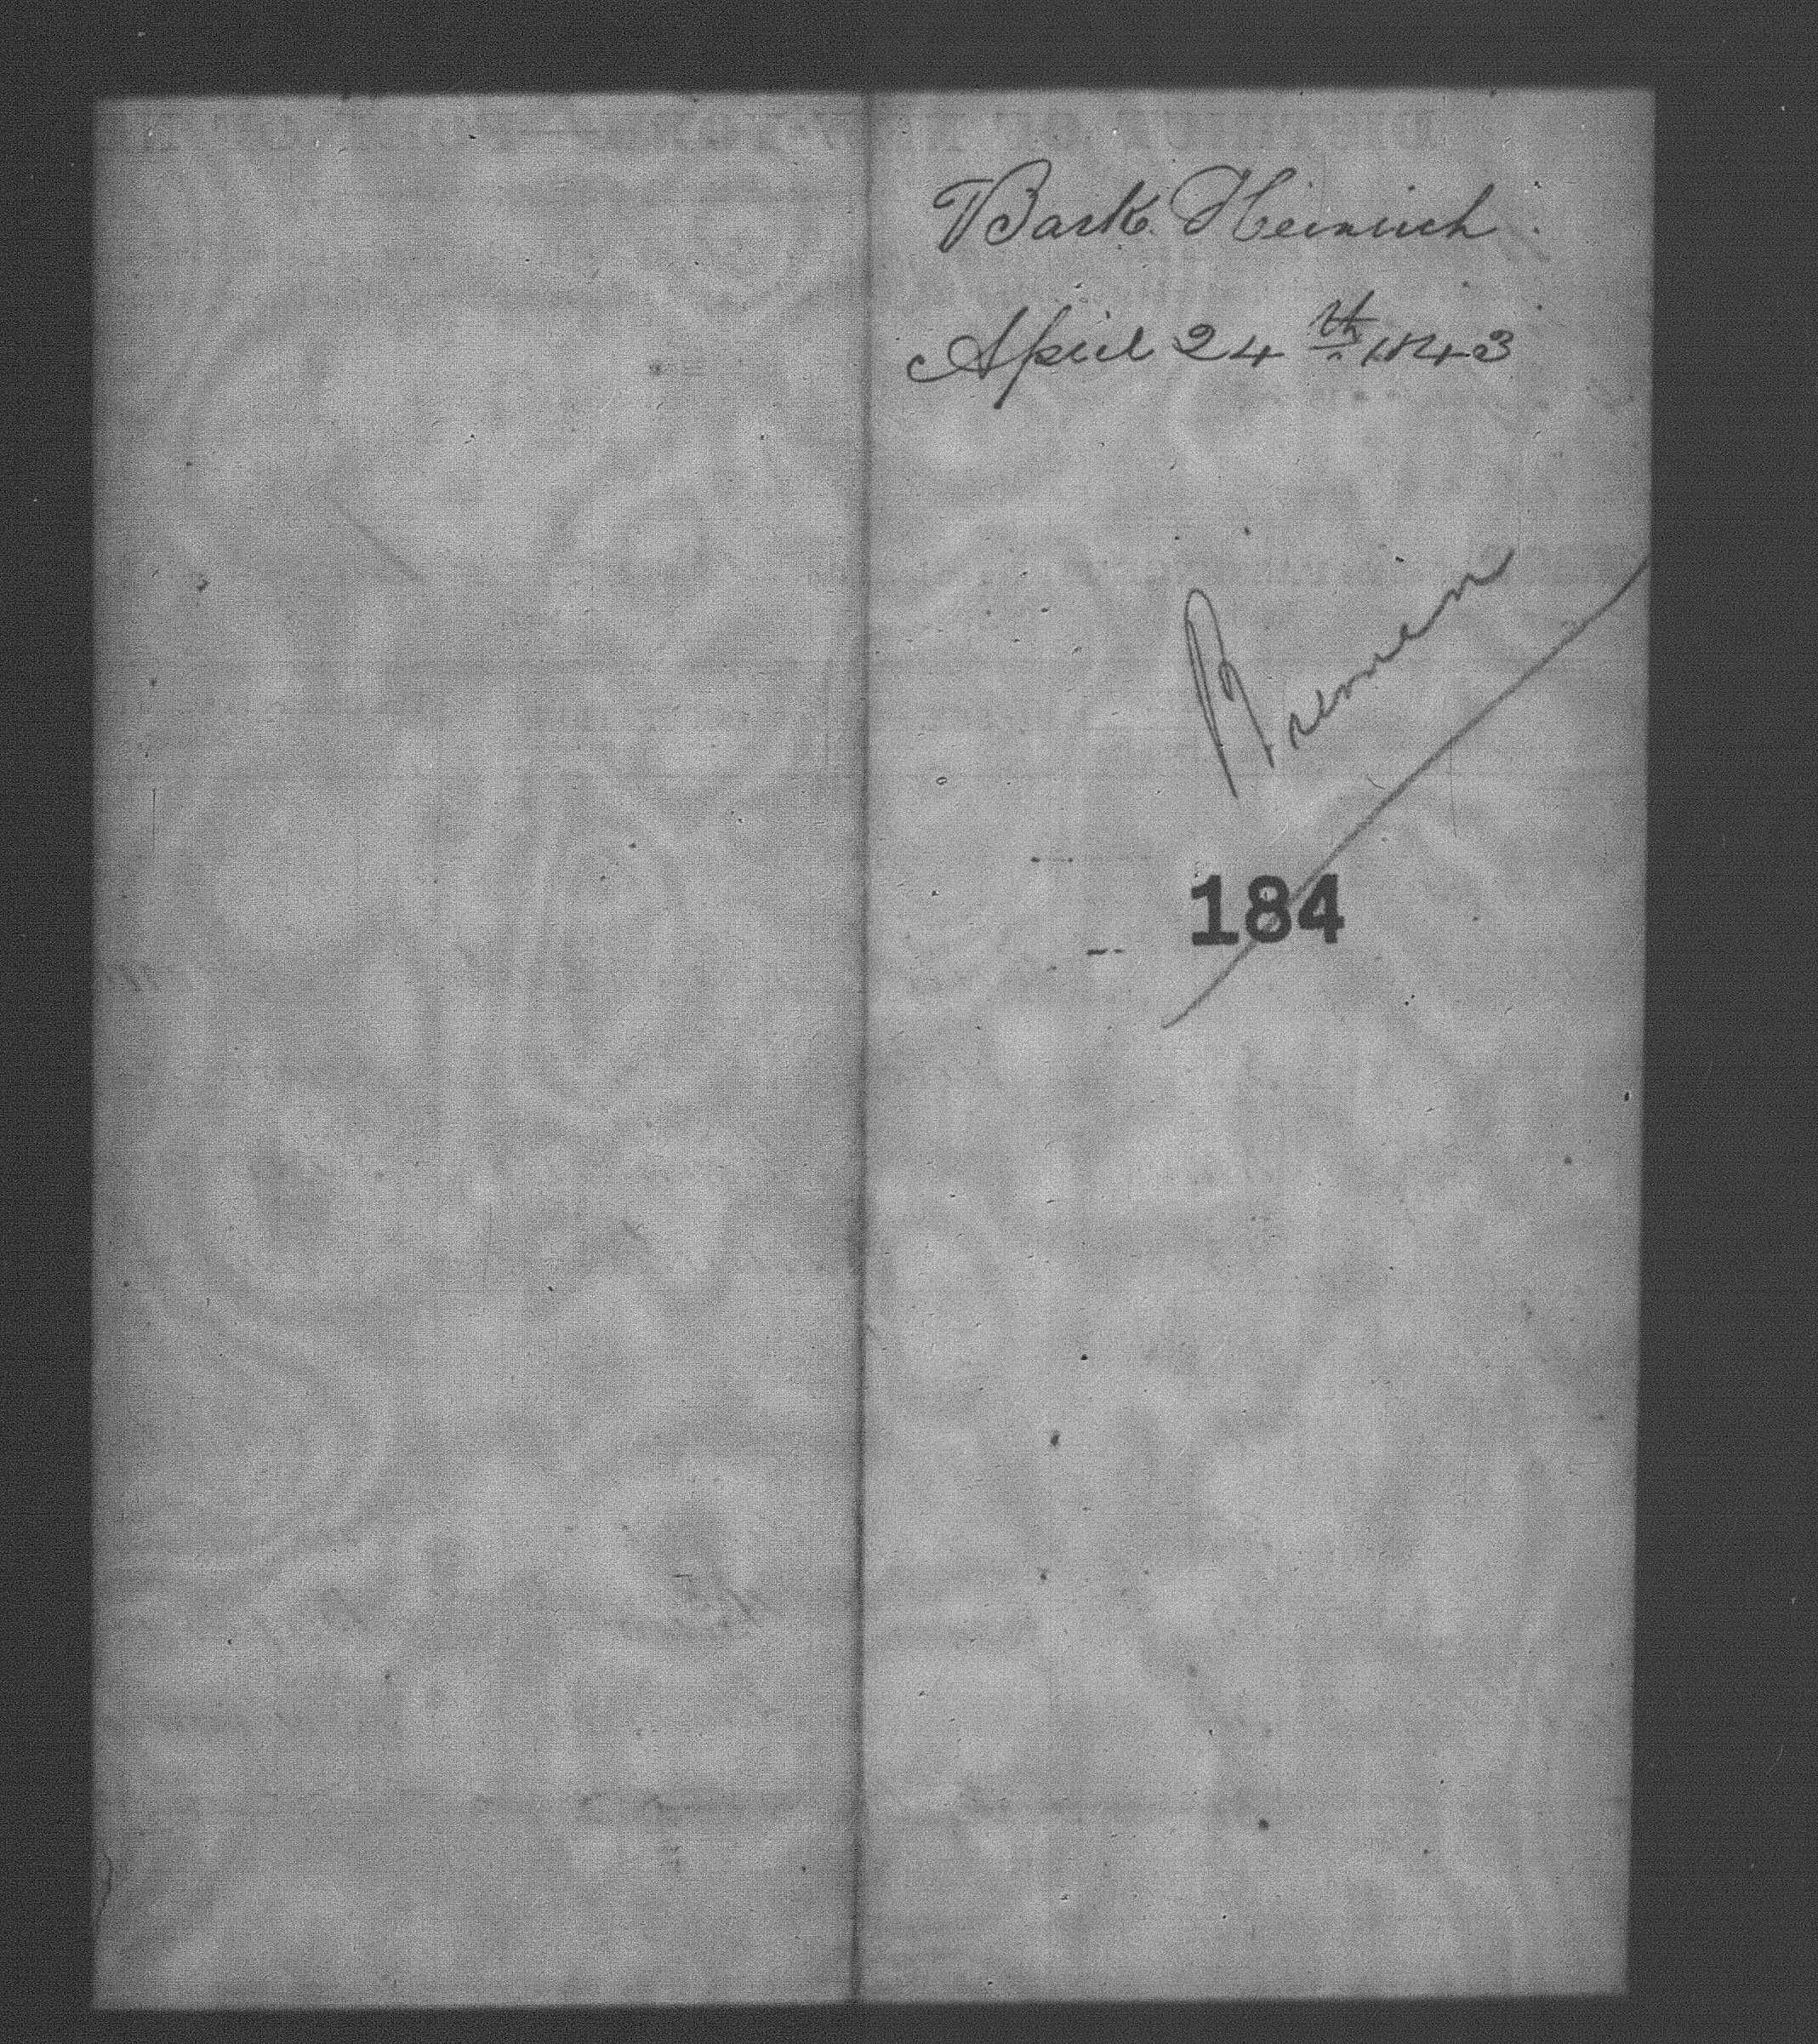 Bark. Heinrich.
April 24th 1843
Bremen
184